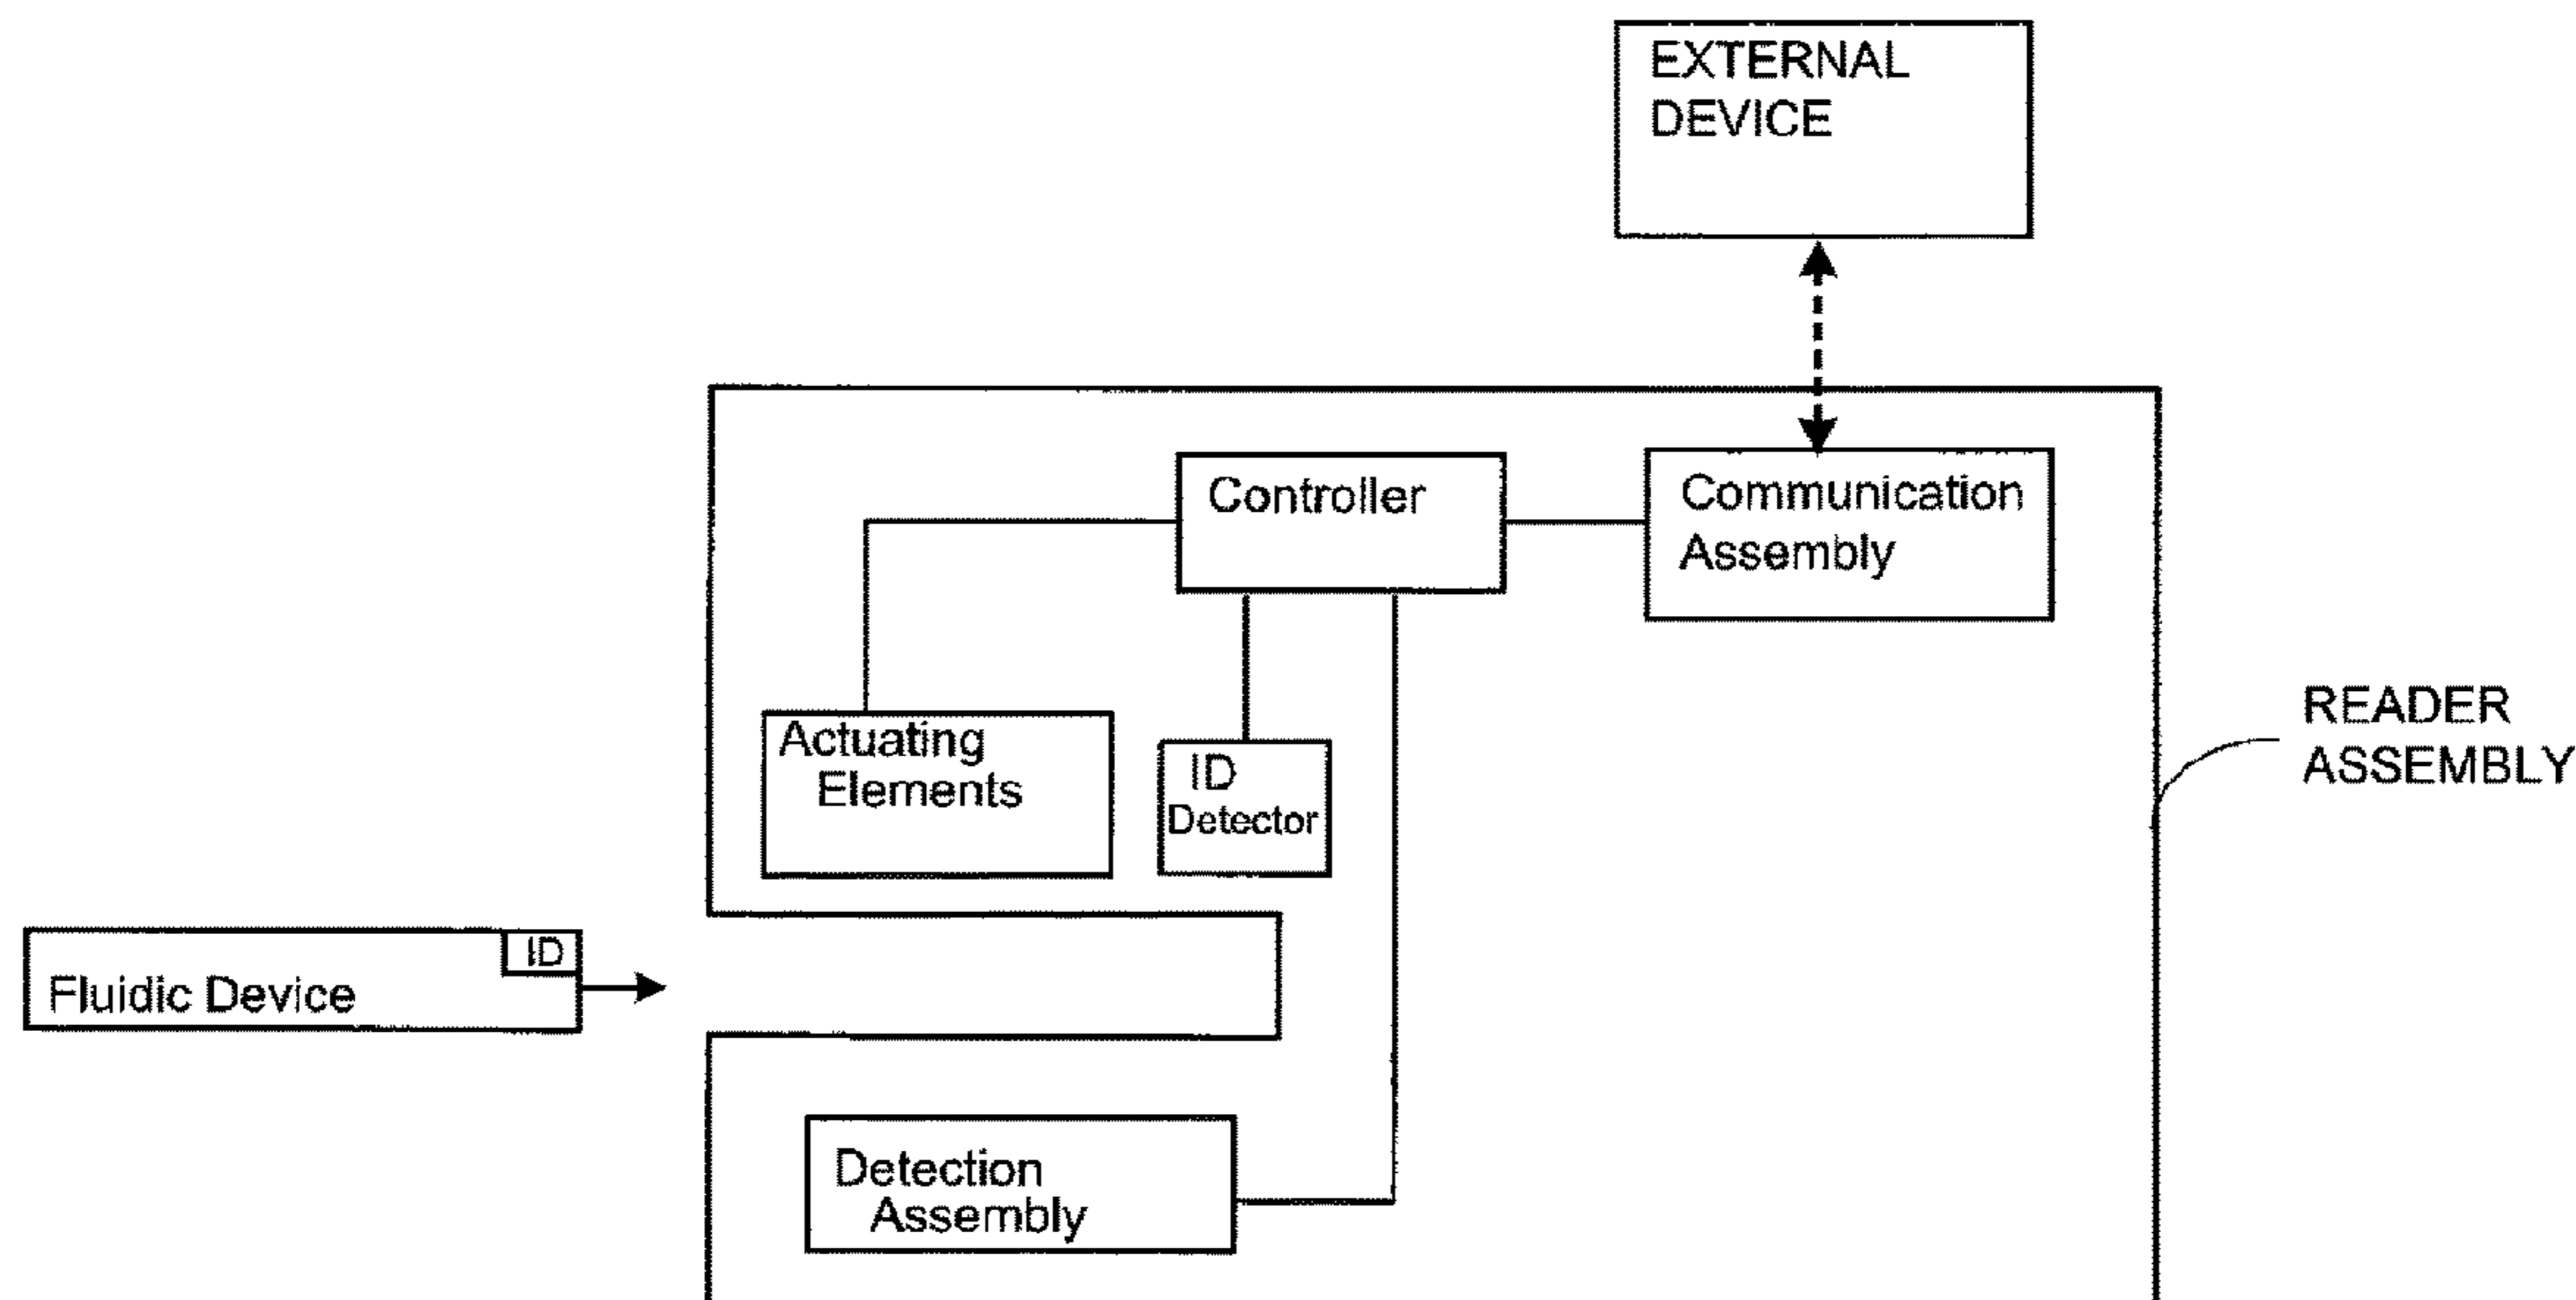 EXTERNAL
DEVICE
Controller
Communication
Assembly
Actuating
Elements
ID
Detector
READER
ASSEMBLY
ID
Fluidic Device
Detection
Assembly